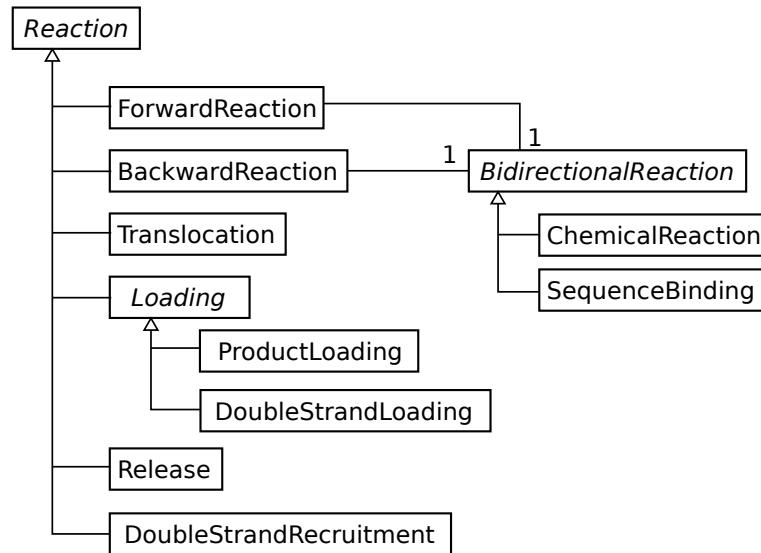 Reaction
ForwardReaction
1
1
BackwardReaction
BidirectionalReaction
Translocation
ChemicalReaction
Loading
SequenceBinding
ProductLoading
DoubleStrandLoading
Release
DoubleStrandRecruitment